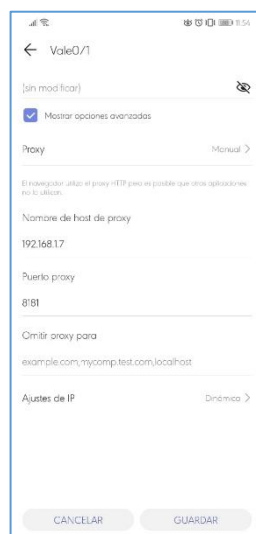 11:54
Vale0/1
(sin modificar)
Mostrar opciones avanzadas
Proxy Manual
El navegador utiliza el proxy HTTP pero es posible que otras aplicaciones
no lo utilicen.
Nombre de host de proxy
192.168.1.7
Puerto proxy
8181
Omitir proxy para
example.com,mycomp.test.com,localhost
Ajustes de IP Dinámica
CANCELAR GUARDAR